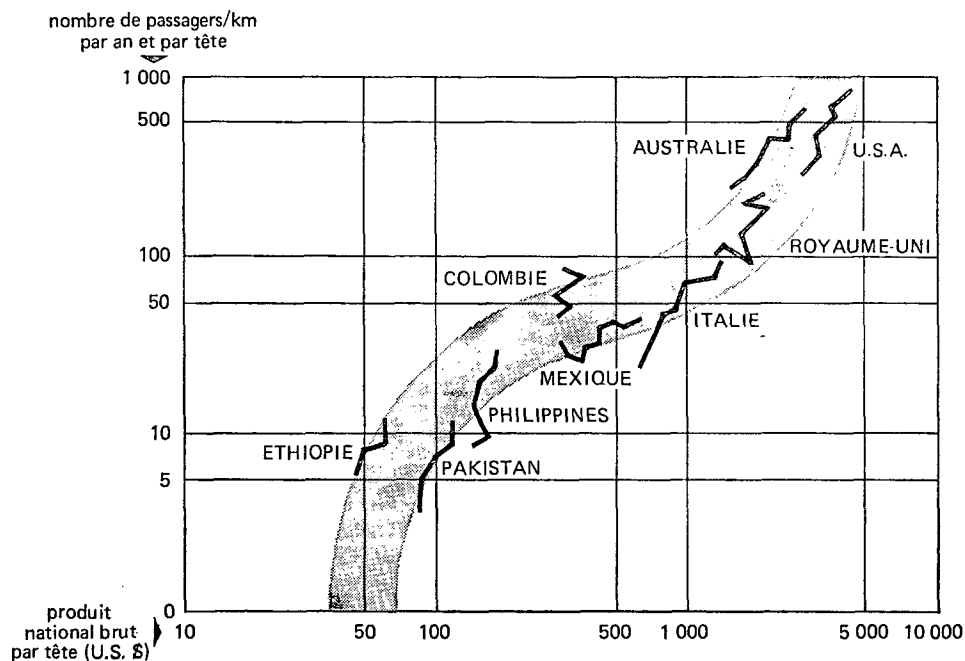 nombre de passagers/km
par an et par tête
1 000
500
AUSTRALIE
U.S.A.
100
ROYAUME-UNI
COLOMBIE
50
ITALIE
MEXIQUE
PHILIPPINES
10
ETHIOPIE
PAKISTAN
5
0
produit
national brut
par tête (U.S. $)
10 50 100 500 1 000 5 000 10 000